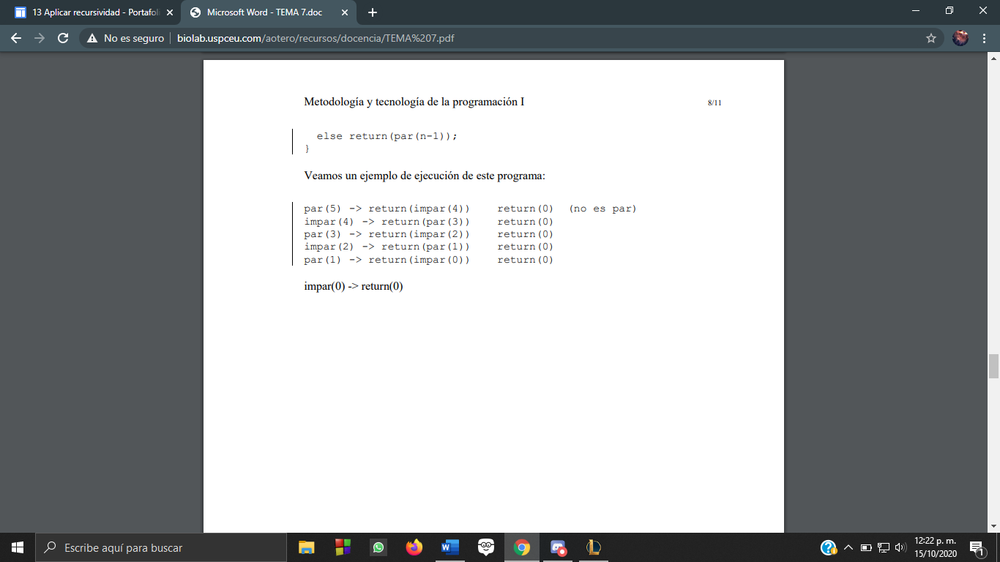 13 Aplicar recursividad - Portafoli
Microsoft Word - TEMA 7.doc
No es seguro
biolab.uspceu.com/aotero/recursos/docencia/TEMA%207.pdf
Metodología y tecnología de la programación I 8/11
else return(par(n-1));
}
Veamos un ejemplo de ejecución de este programa:
par(5) -> return(impar(4)) return(0) (no es par)
impar(4) -> return(par(3)) return(0)
par(3) -> return(impar(2)) return(0)
impar(2) -> return(par(1)) return(0)
par(1) -> return(impar(0)) return(0)
impar(0) -> return(0)
Escribe aquí para buscar
12:22 p. m.
15/10/2020
1